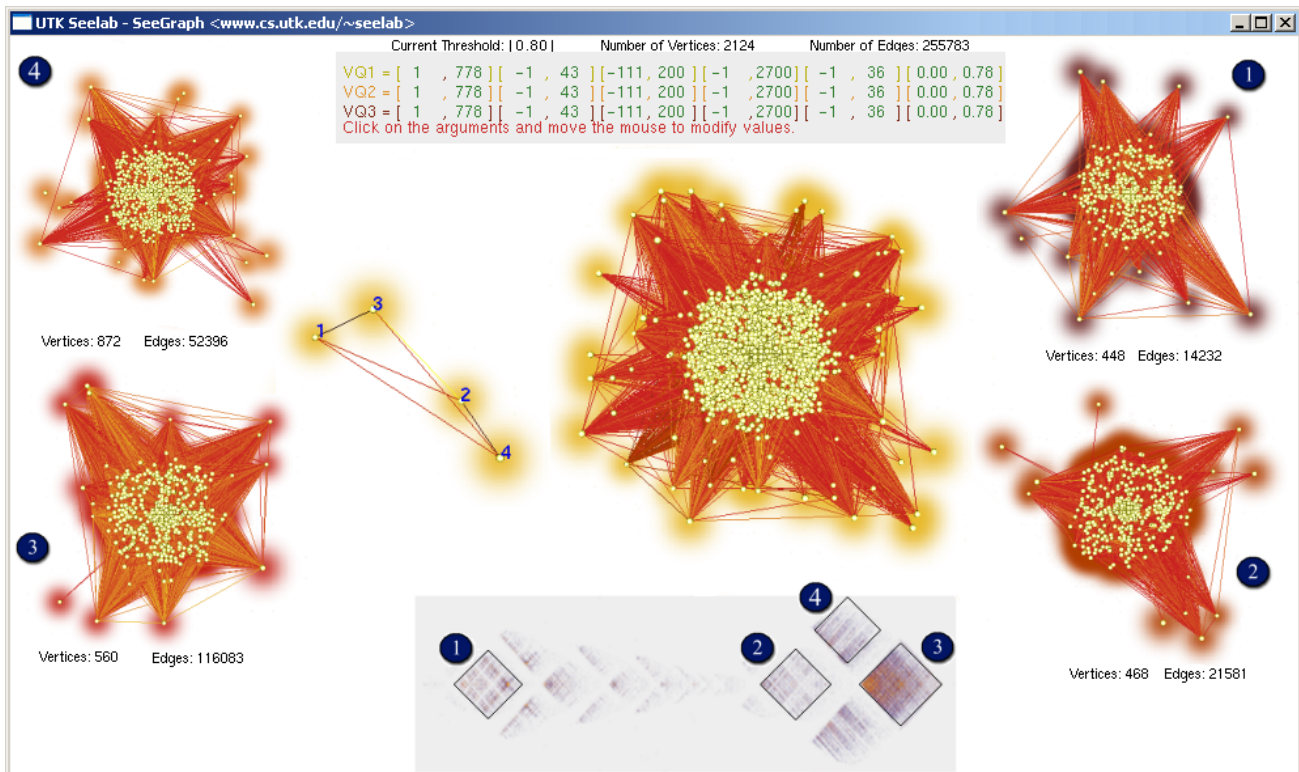 UTK Seelab - SeeGraph <www.cs.utk.edu/~seelab>
Current Threshold: |0.80| Number of Vertices: 2124 Number of Edges: 255783
VQ1 = [ 1 , 778 ] [ -1 , 43 ] [-111 , 200 ] [ -1 ,2700] [ -1 , 36 ] [ 0.00 , 0.78 ]
VQ2 = [ 1 , 778 ] [ -1 , 43 ] [-111 , 200 ] [ -1 ,2700] [ -1 , 36 ] [ 0.00 , 0.78 ]
VQ3 = [ 1 , 778 ] [ -1 , 43 ] [-111 , 200 ] [ -1 ,2700] [ -1 , 36 ] [ 0.00 , 0.78 ]
Click on the arguments and move the mouse to modify values.
4
1
Vertices: 872 Edges: 52396
Vertices: 448 Edges: 14232
3
1
2
4
3
2
Vertices: 560 Edges: 116083
Vertices: 468 Edges: 21581
4
1
2
3